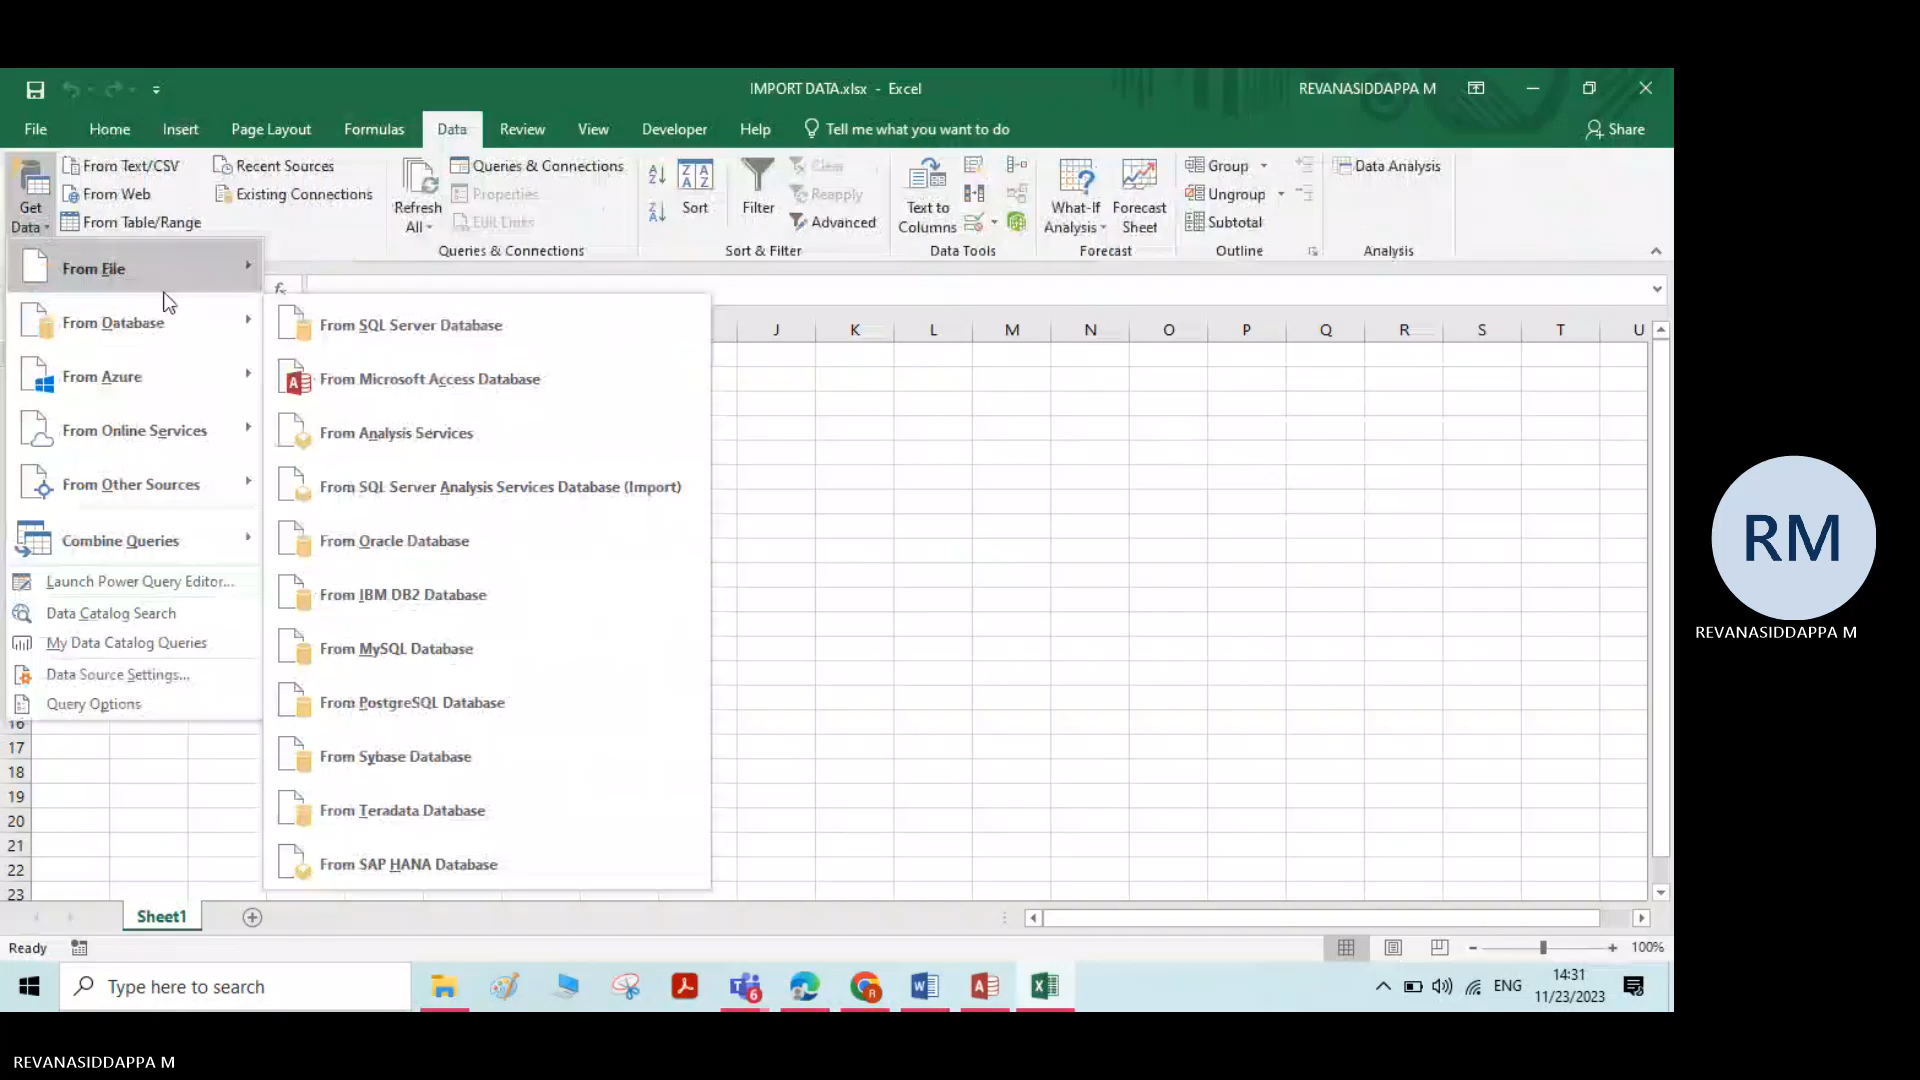 IMPORT DATA.xlsx - Excel
REVANASIDDAPPA M
File
Home
Insert
Page Layout
Formulas
Data
Review
View
Developer
Help
Tell me what you want to do
Share
Get
Data
From Text/CSV
From Web
From Table/Range
Recent Sources
Existing Connections
Refresh
All
Queries & Connections
Properties
Edit Links
Queries & Connections
Sort
Filter
Clear
Reapply
Advanced
Sort & Filter
Text to
Columns
Data Tools
What-If
Analysis
Forecast
Sheet
Forecast
Group
Ungroup
Subtotal
Outline
Data Analysis
Analysis
From File
From Database
From Azure
From Online Services
From Other Sources
Combine Queries
Launch Power Query Editor...
Data Catalog Search
My Data Catalog Queries
Data Source Settings...
Query Options
fx
From SQL Server Database
From Microsoft Access Database
From Analysis Services
From SQL Server Analysis Services Database (Import)
From Oracle Database
From IBM DB2 Database
From MySQL Database
From PostgreSQL Database
From Sybase Database
From Teradata Database
From SAP HANA Database
J K L M N O P Q R S T U
16
17
18
19
20
21
22
23
Sheet1
Ready
100%
Type here to search
ENG
14:31
11/23/2023
RM
REVANASIDDAPPA M
REVANASIDDAPPA M